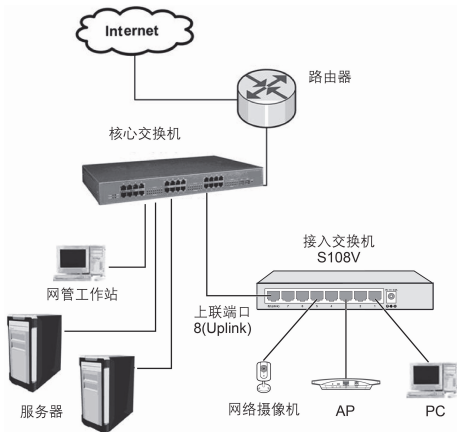 Internet
路由器
核心交换机
接入交换机
S108V
网管工作站
上联端口
8(Uplink)
服务器
网络摄像机
AP
PC